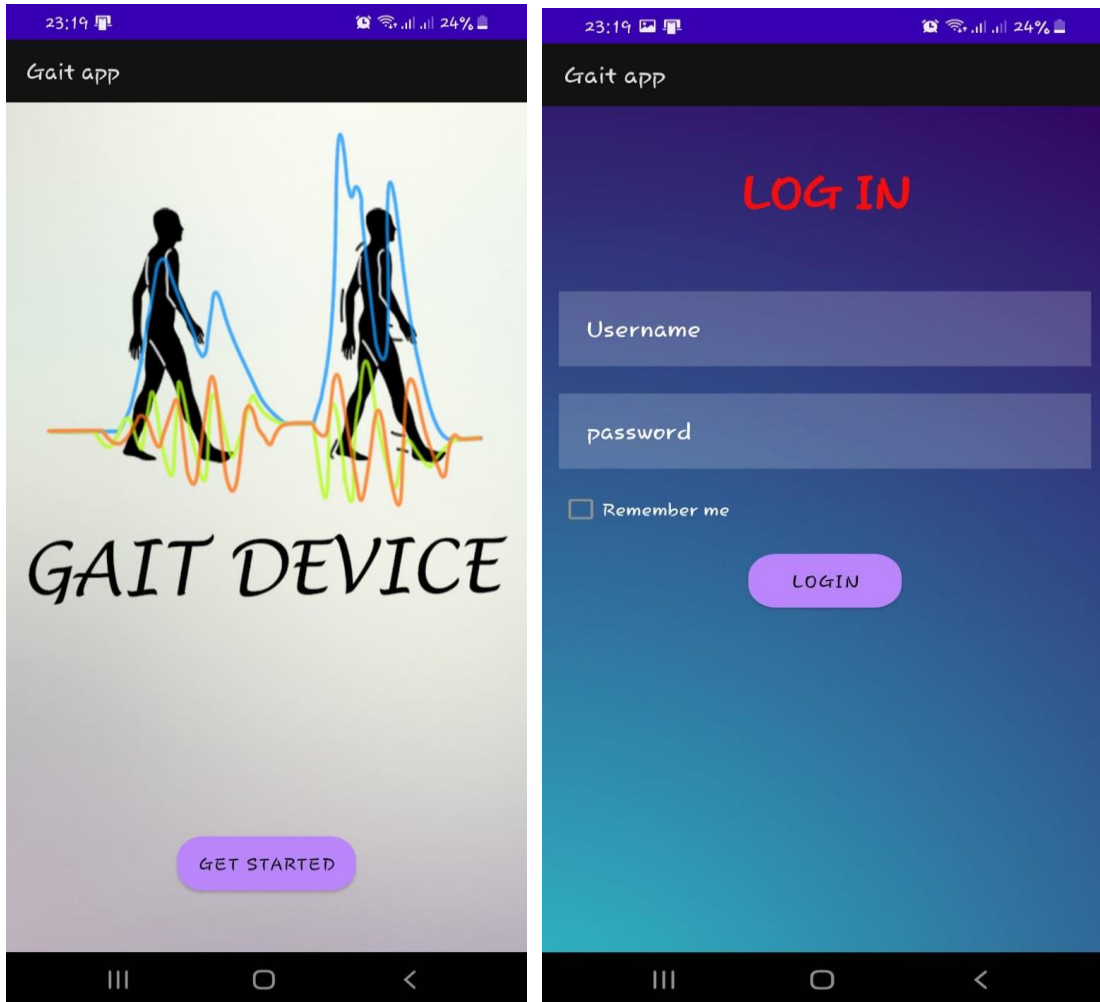 23:19 24%
Gait app
GAIT DEVICE
GET STARTED
23:19 24%
Gait app
LOG IN
Username
password
Remember me
LOGIN